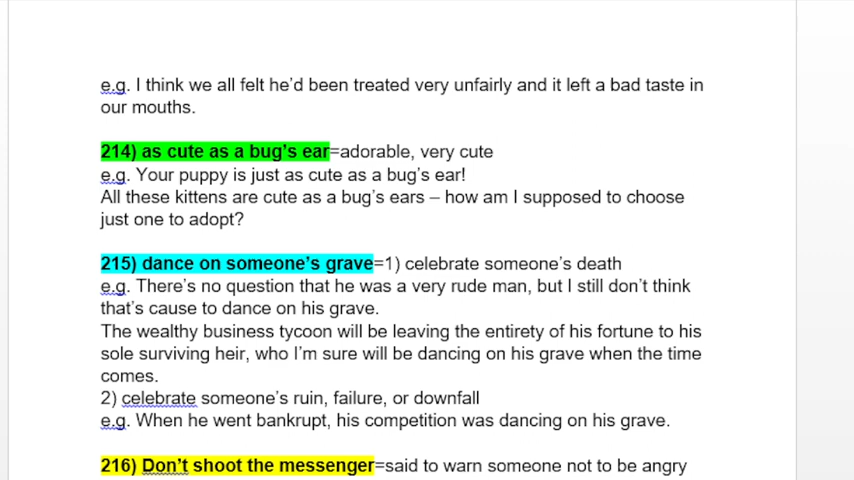 e.g. I think we all felt he’d been treated very unfairly and it left a bad taste in
our mouths.
214) as cute as a bug’s ear=adorable, very cute
e.g. Your puppy is just as cute as a bug’s ear!
All these kittens are cute as a bug’s ears – how am I supposed to choose
just one to adopt?
215) dance on someone’s grave=1) celebrate someone’s death
e.g. There’s no question that he was a very rude man, but I still don’t think
that’s cause to dance on his grave.
The wealthy business tycoon will be leaving the entirety of his fortune to his
sole surviving heir, who I’m sure will be dancing on his grave when the time
comes.
2) celebrate someone’s ruin, failure, or downfall
e.g. When he went bankrupt, his competition was dancing on his grave.
216) Don’t shoot the messenger=said to warn someone not to be angry